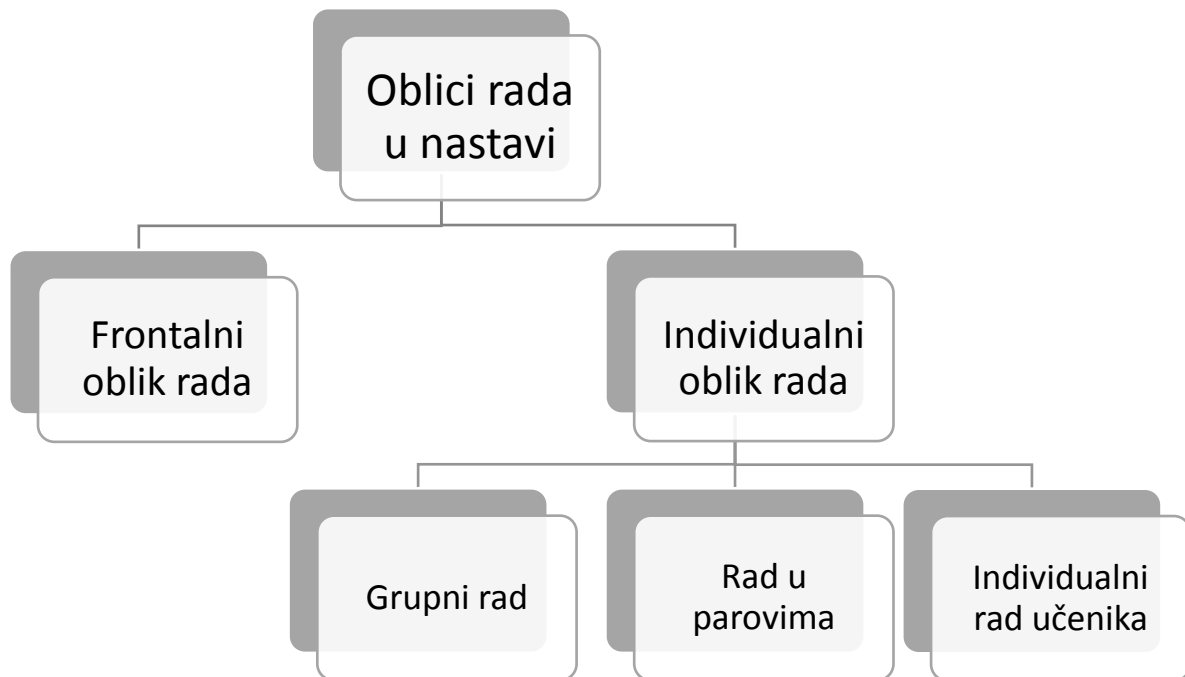 Oblici rada
u nastavi
Frontalni
oblik rada
Individualni
oblik rada
Grupni rad
Rad u
parovima
Individualni
rad učenika